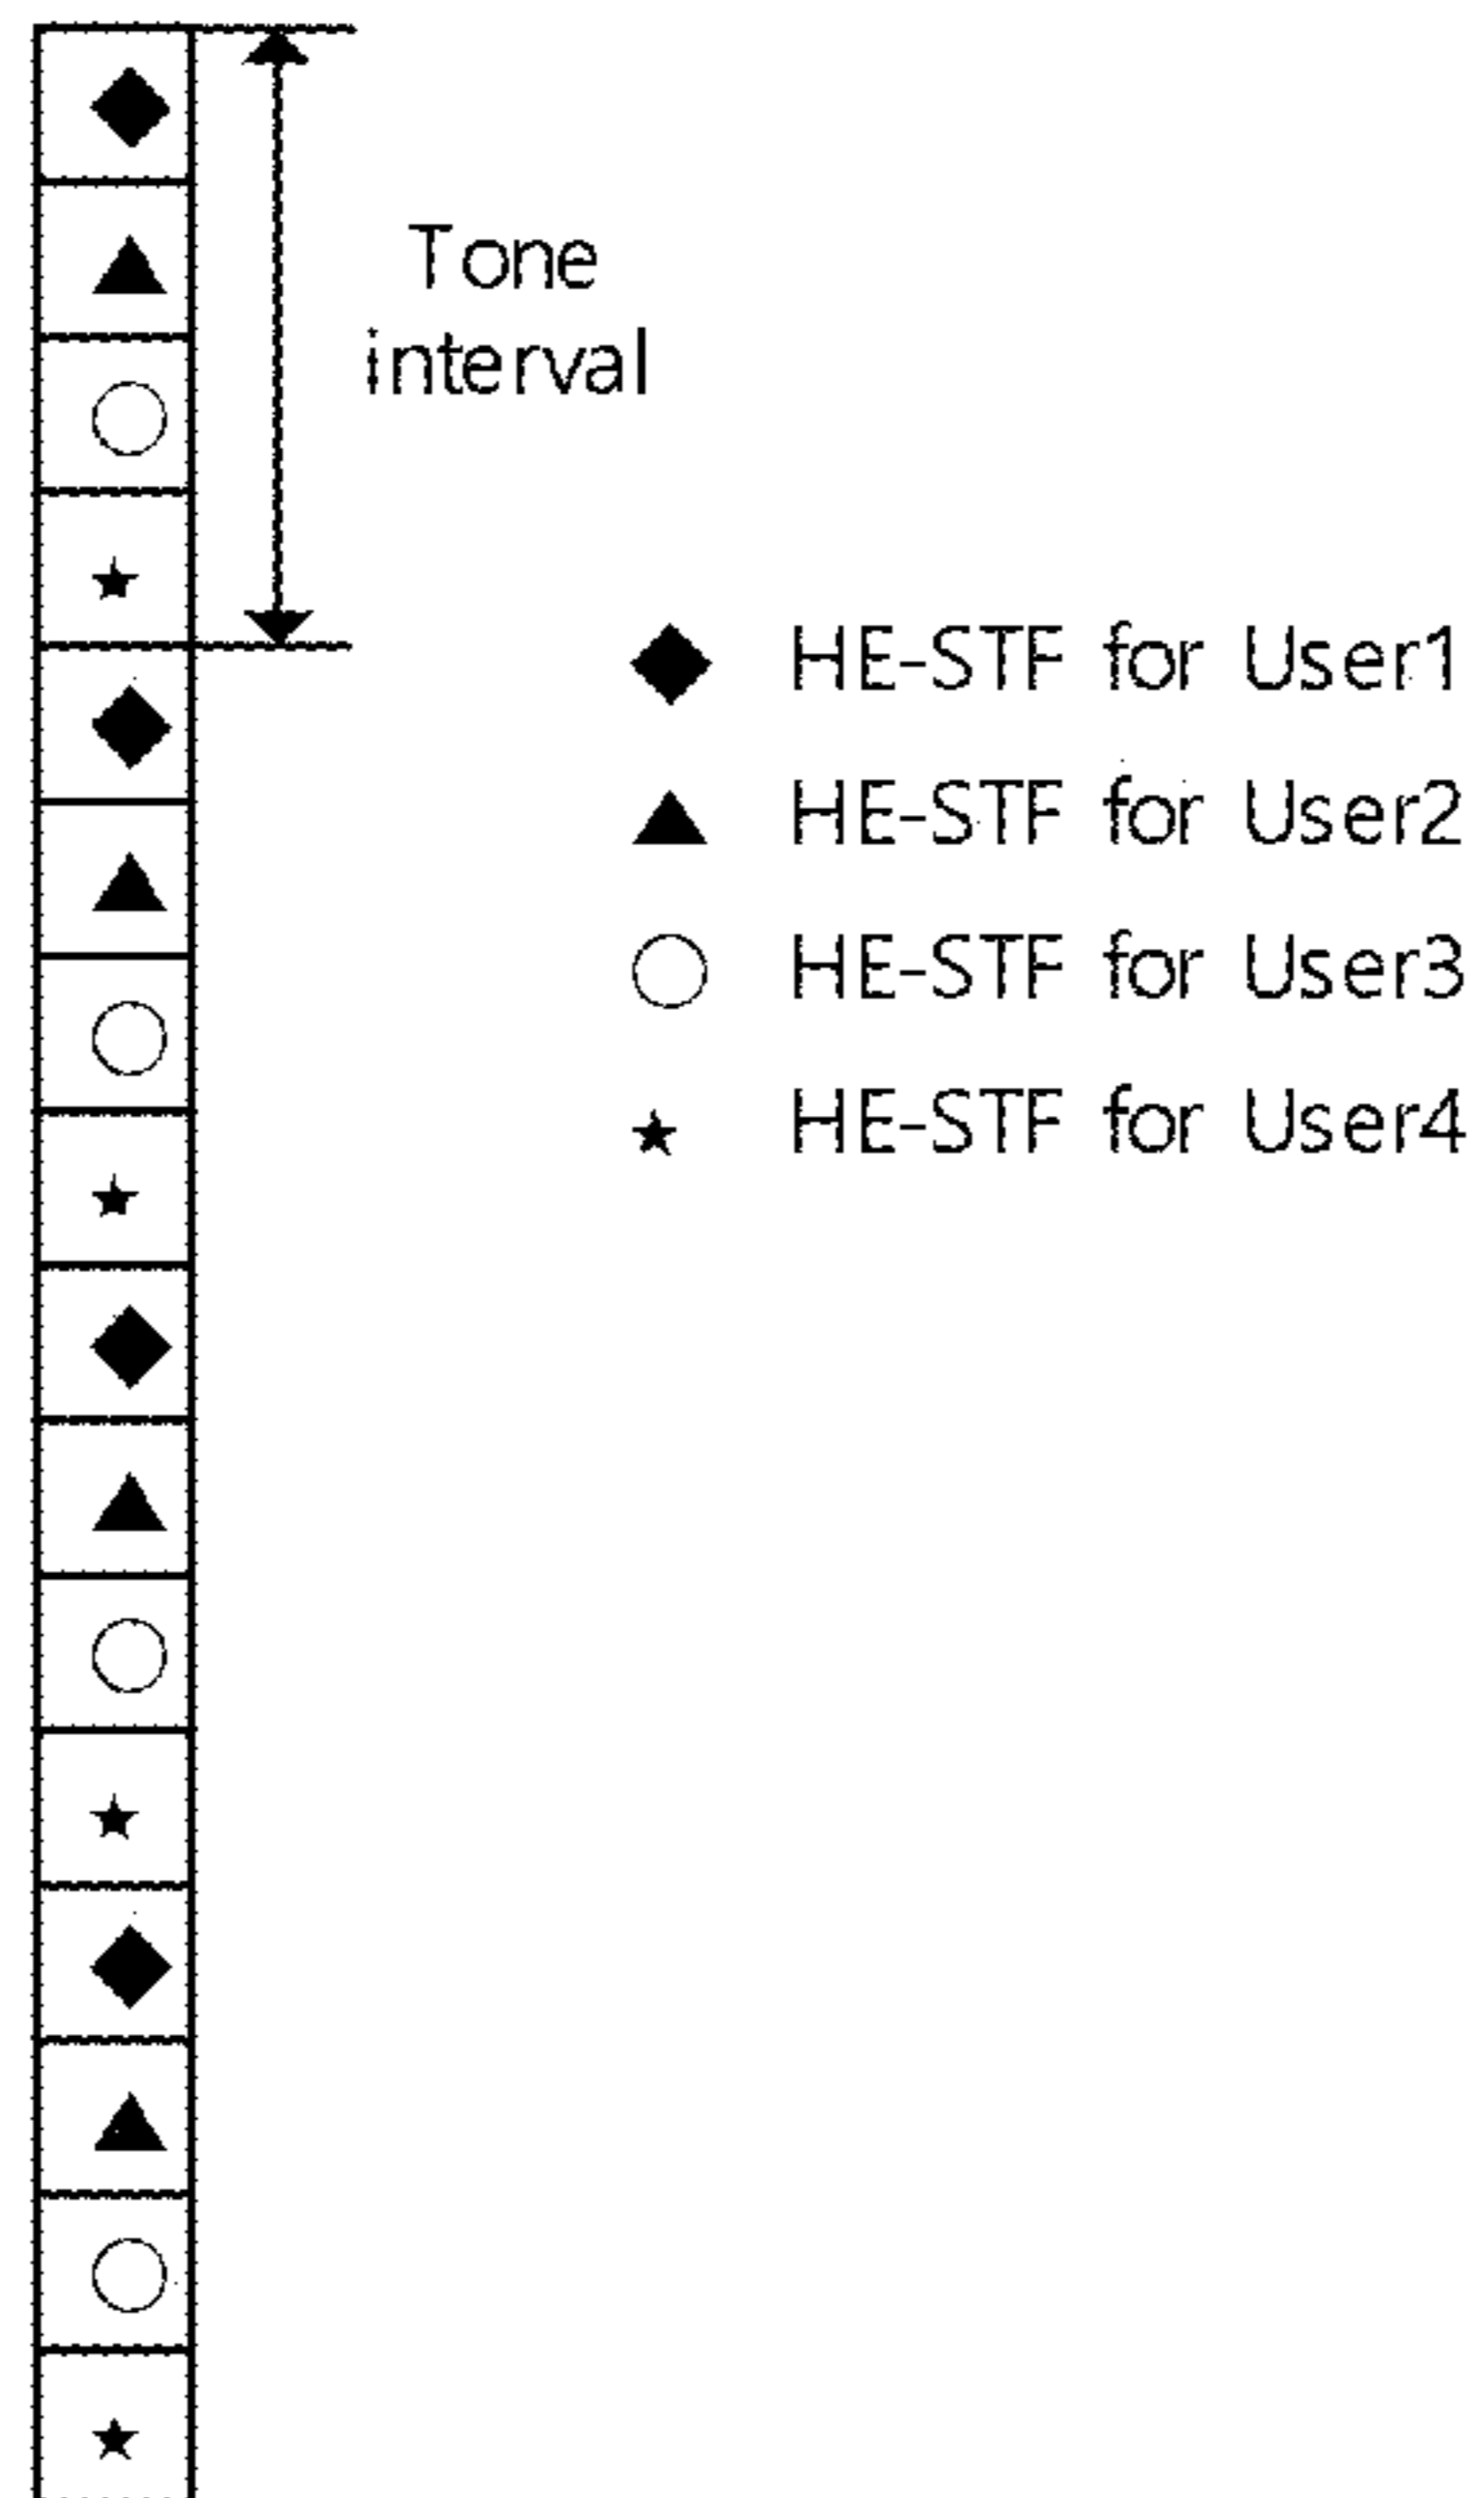 Tone
interval
HE-STF for User1
HE-STF for User2
HE-STF for User3
HE-STF for User4